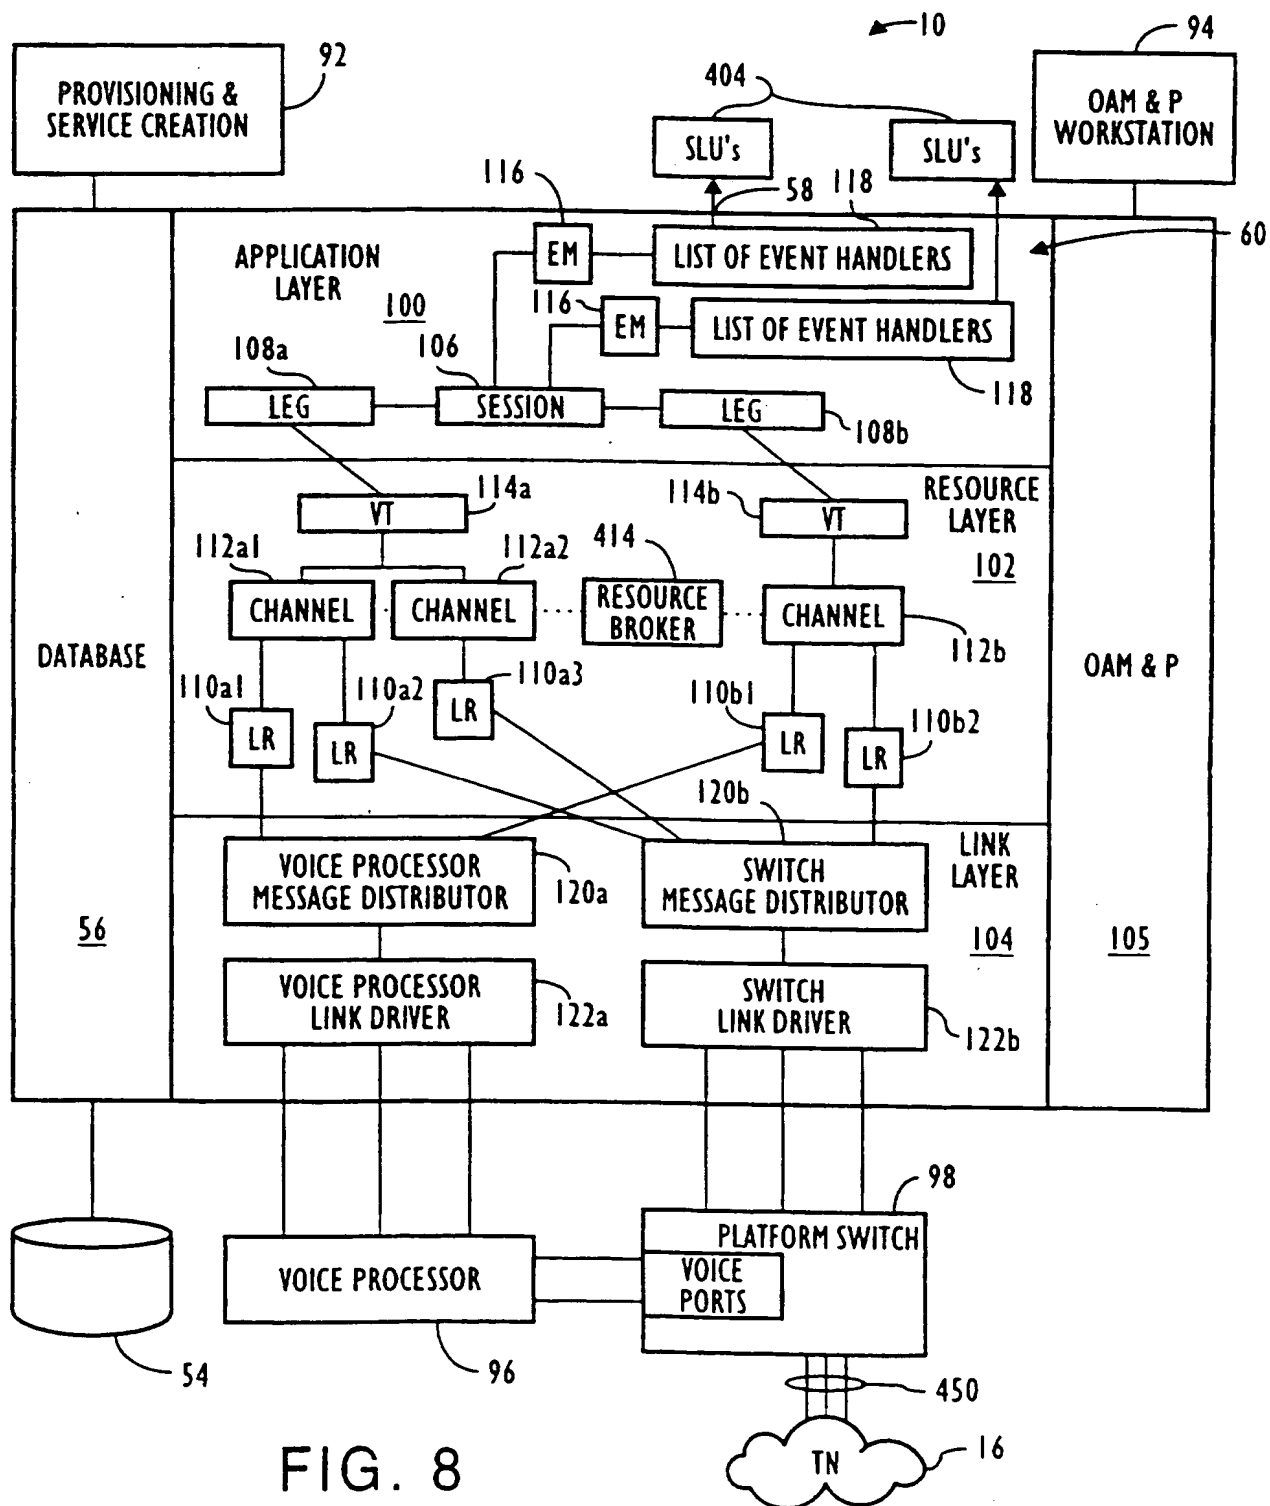 10
92
94
404
PROVISIONING &
SERVICE CREATION
OAM & P
WORKSTATION
SLU's
SLU's
116
58
118
60
APPLICATION
LAYER
100
EM
LIST OF EVENT HANDLERS
116
EM
LIST OF EVENT HANDLERS
118
108a
106
LEG
SESSION
LEG
108b
114a
114b
RESOURCE
LAYER
102
VT
VT
112a1
112a2
414
CHANNEL
CHANNEL
RESOURCE
BROKER
CHANNEL
112b
DATABASE
OAM & P
110a1
110a2
110a3
110b1
110b2
LR
LR
LR
LR
LR
120b
LINK
LAYER
VOICE PROCESSOR
MESSAGE DISTRIBUTOR
120a
SWITCH
MESSAGE DISTRIBUTOR
56
104
105
VOICE PROCESSOR
LINK DRIVER
122a
SWITCH
LINK DRIVER
122b
98
PLATFORM SWITCH
VOICE PROCESSOR
VOICE
PORTS
54
96
450
TN
16
FIG. 8